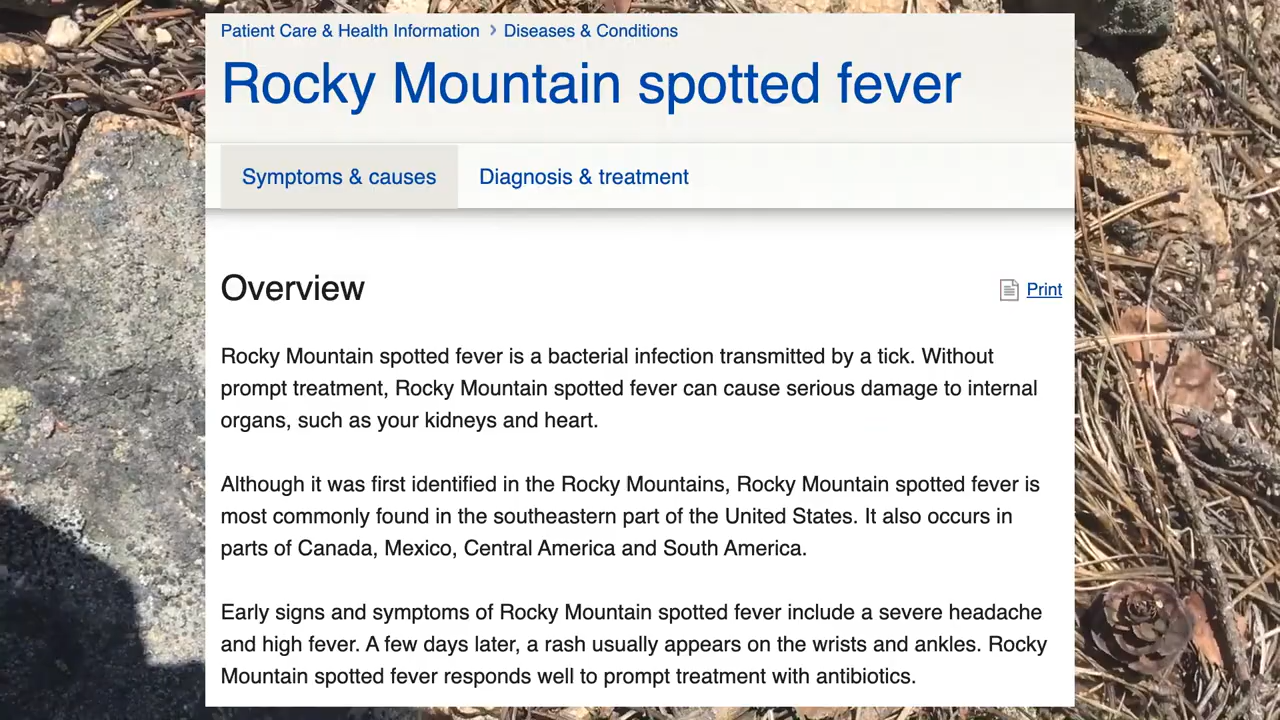 Patient Care & Health Information > Diseases & Conditions
Rocky Mountain spotted fever
Symptoms & causes
Diagnosis & treatment
Overview
Print
Rocky Mountain spotted fever is a bacterial infection transmitted by a tick. Without
prompt treatment, Rocky Mountain spotted fever can cause serious damage to internal
organs, such as your kidneys and heart.
Although it was first identified in the Rocky Mountains, Rocky Mountain spotted fever is
most commonly found in the southeastern part of the United States. It also occurs in
parts of Canada, Mexico, Central America and South America.
Early signs and symptoms of Rocky Mountain spotted fever include a severe headache
and high fever. A few days later, a rash usually appears on the wrists and ankles. Rocky
Mountain spotted fever responds well to prompt treatment with antibiotics.